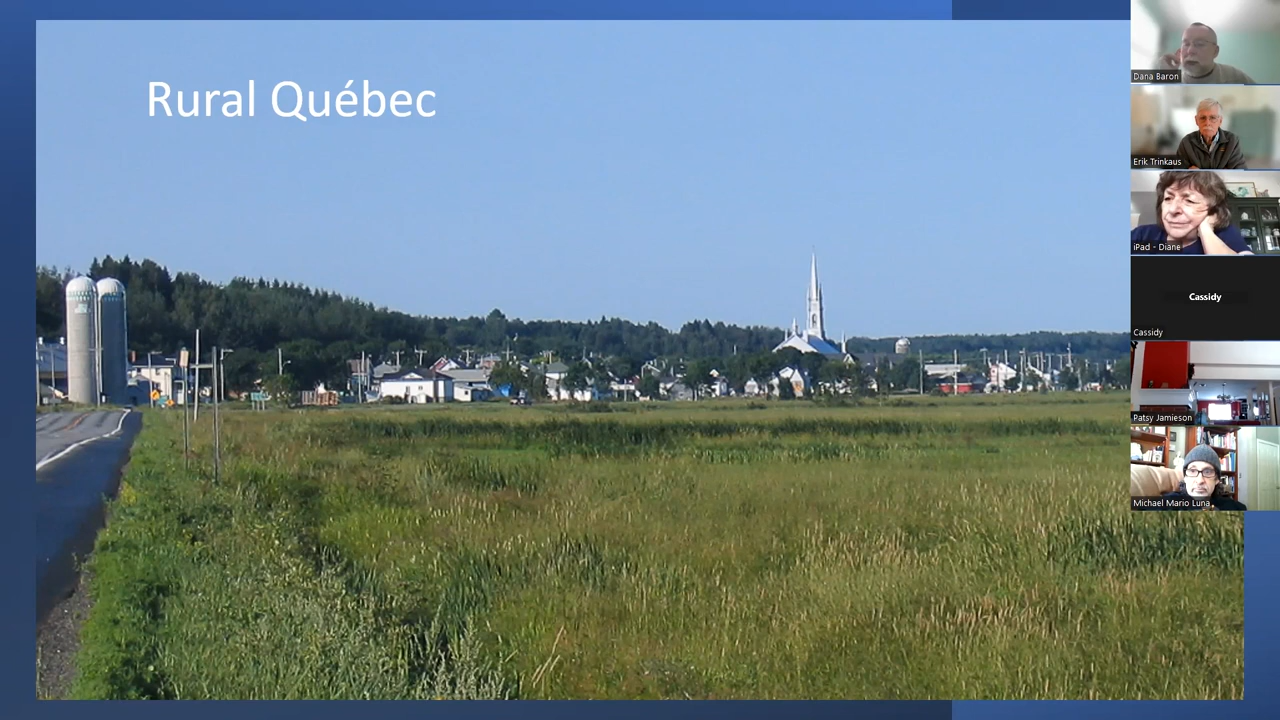 Rural Québec
Dana Baron
Erik Trinkaus
iPad - Diane
Cassidy
Cassidy
Patsy Jamieson
Michael Mario Luna